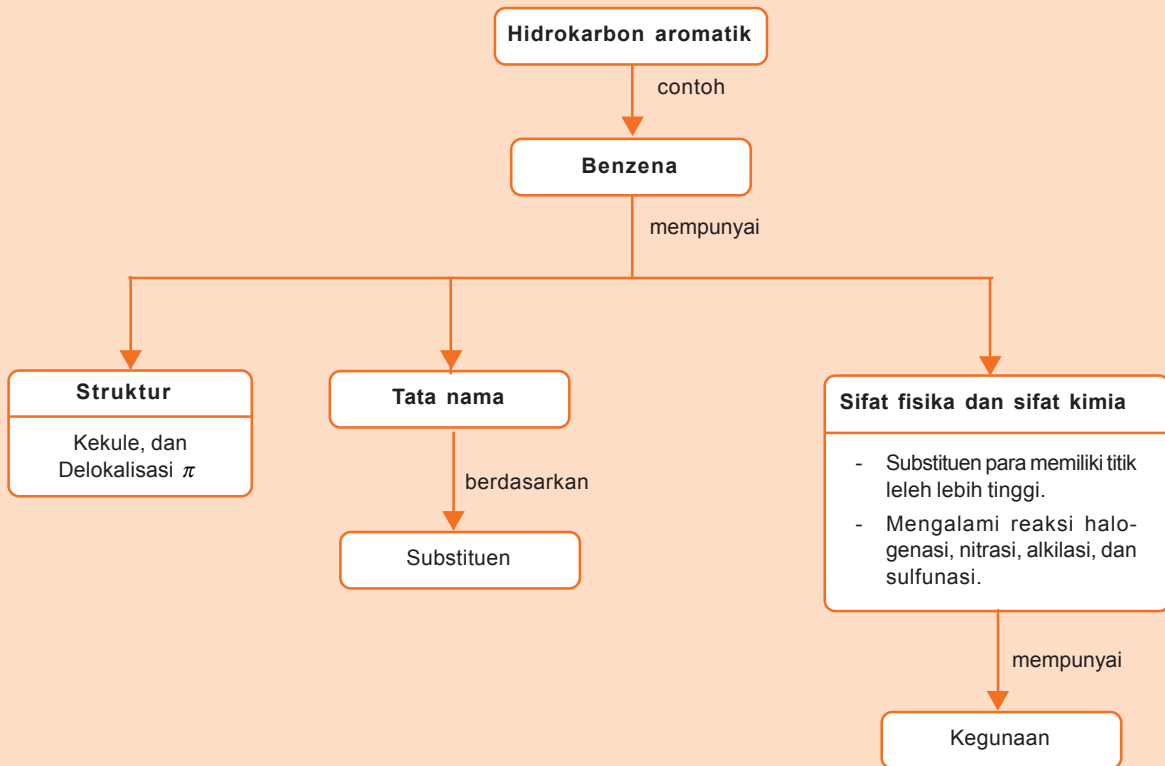 Hidrokarbon aromatik
contoh
Benzena
mempunyai
Struktur
Kekule, dan
Delokalisasi π
Tata nama
berdasarkan
Substituen
Sifat fisika dan sifat kimia
- Substituen para memiliki titik
leleh lebih tinggi.
- Mengalami reaksi halo-
genasi, nitrasi, alkilasi, dan
sulfunasi.
mempunyai
Kegunaan